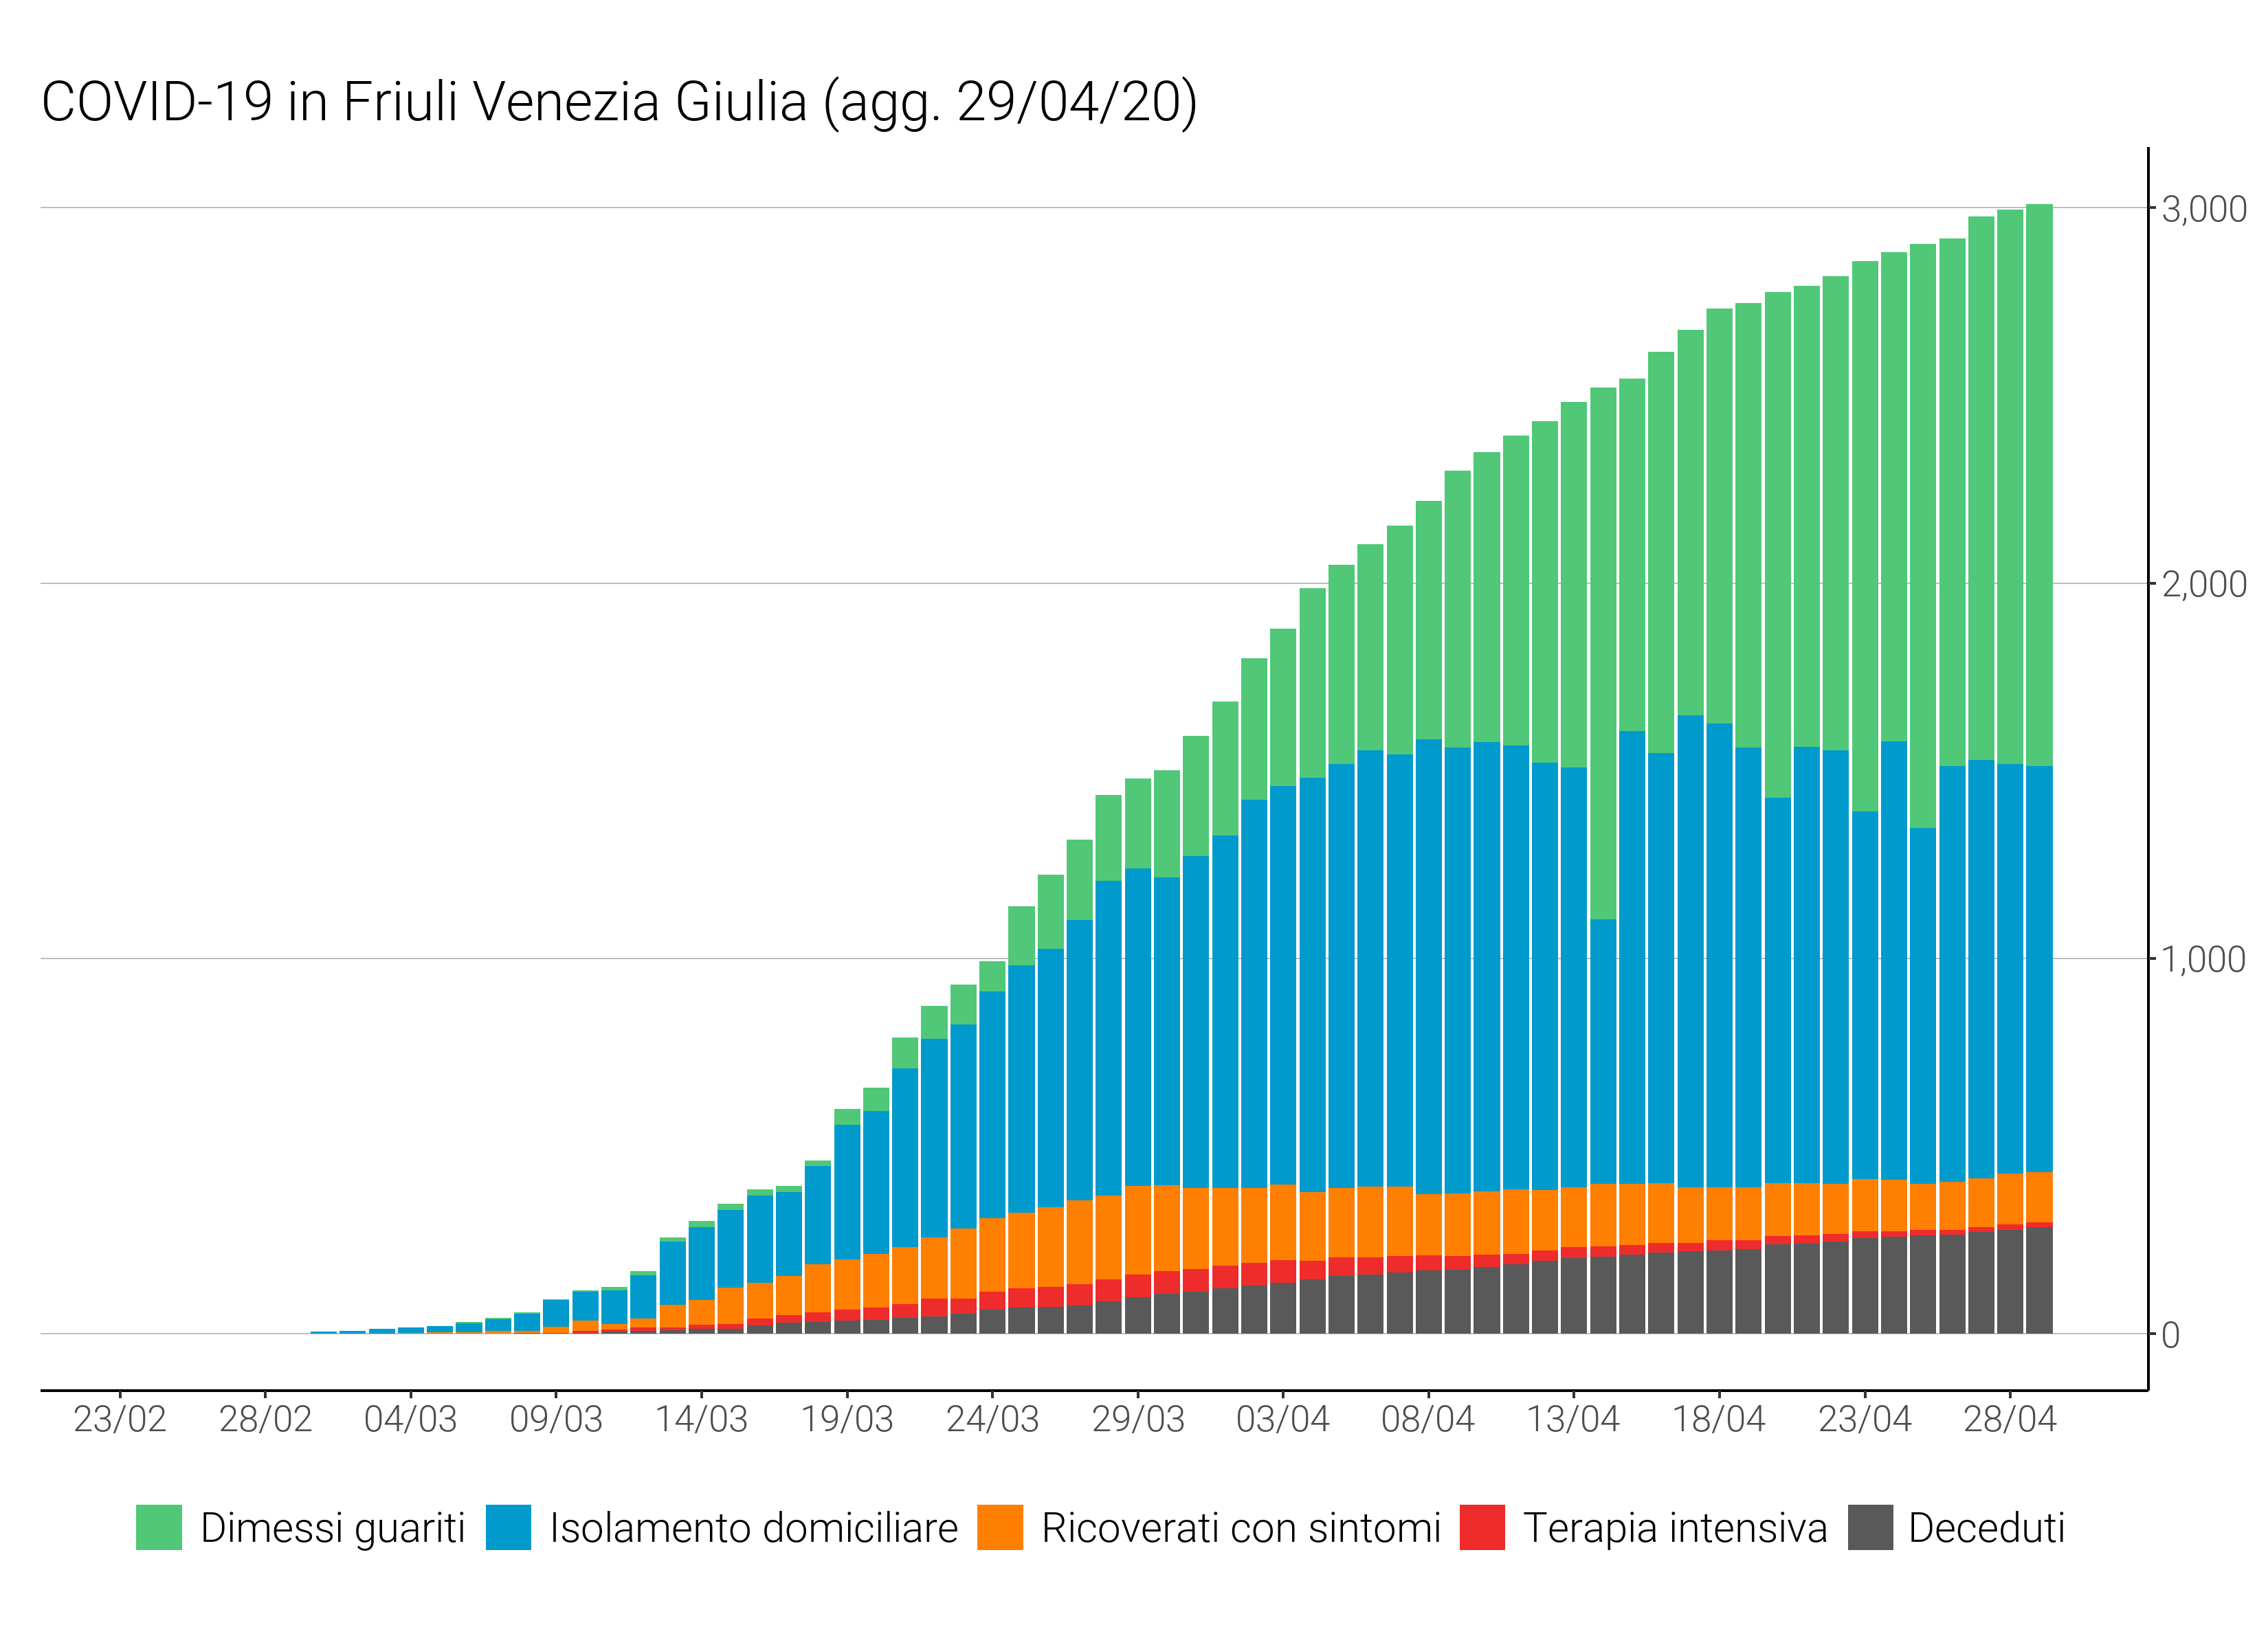 COVID-19 in Friuli Venezia Giulia (agg. 29/04/20)
3,000
2,000
1,000
0
23/02 28/02 04/03 09/03 14/03 19/03 24/03 29/03 03/04 08/04 13/04 18/04 23/04 28/04
Dimessi guariti Isolamento domiciliare Ricoverati con sintomi Terapia intensiva Deceduti